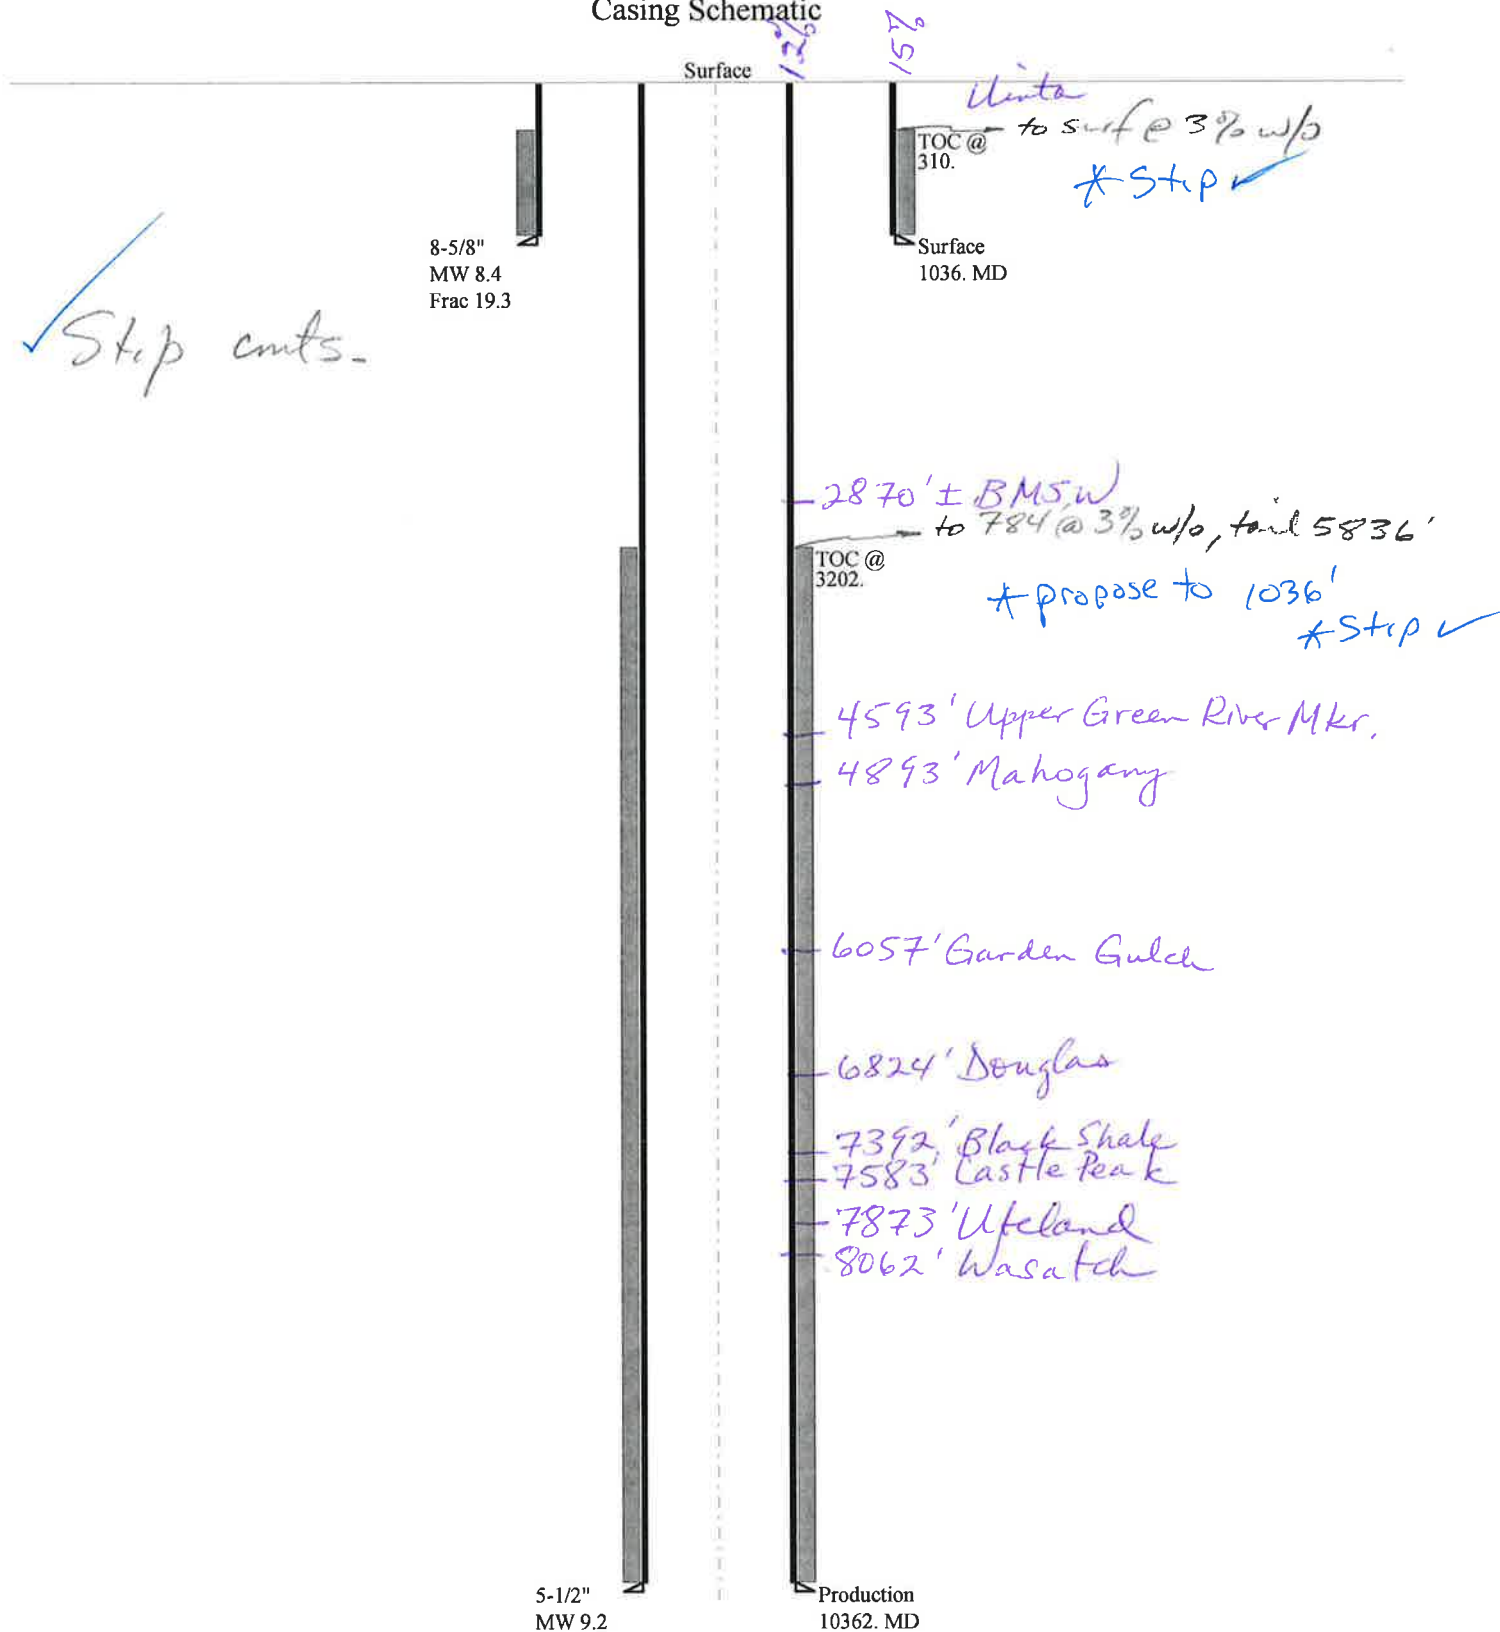 Casing Schematic
12%
15%
Surface
Uinta
TOC @
310.
to surf @ 3% w/o
*Stip ✓
8-5/8"
MW 8.4
Frac 19.3
Surface
1036. MD
✓ Stip cmts.
2870' ± BMSW
to 784 @ 3% w/o, tail 5836'
TOC @
3202.
* propose to 1036'
*Stip ✓
4593' Upper Green River Mkr.
4893' Mahogany
6057' Garden Gulch
6824' Douglas
7392' Black Shale
7583' Castle Peak
7873' Uteland
8062' Wasatch
5-1/2"
MW 9.2
Production
10362. MD